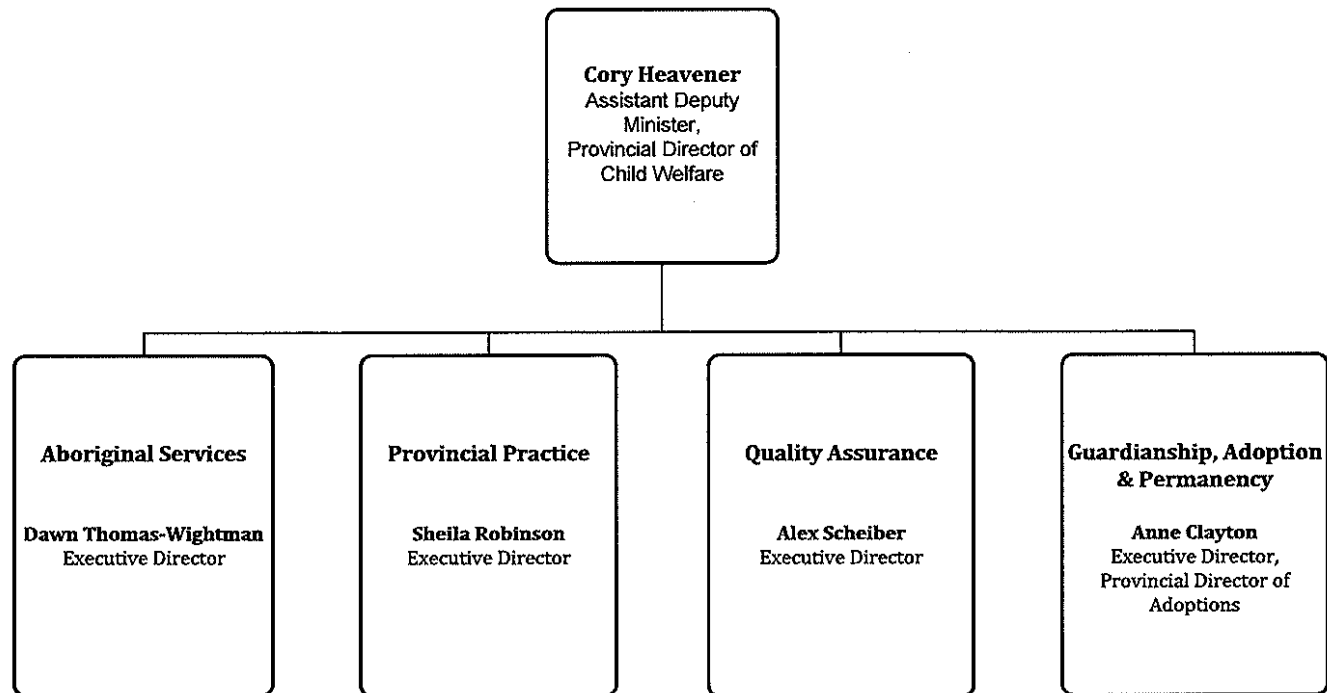 Cory Heavener
Assistant Deputy
Minister,
Provincial Director of
Child Welfare
Aboriginal Services
Dawn Thomas-Wightman
Executive Director
Provincial Practice
Sheila Robinson
Executive Director
Quality Assurance
Alex Scheiber
Executive Director
Guardianship, Adoption
& Permanency
Anne Clayton
Executive Director,
Provincial Director of
Adoptions